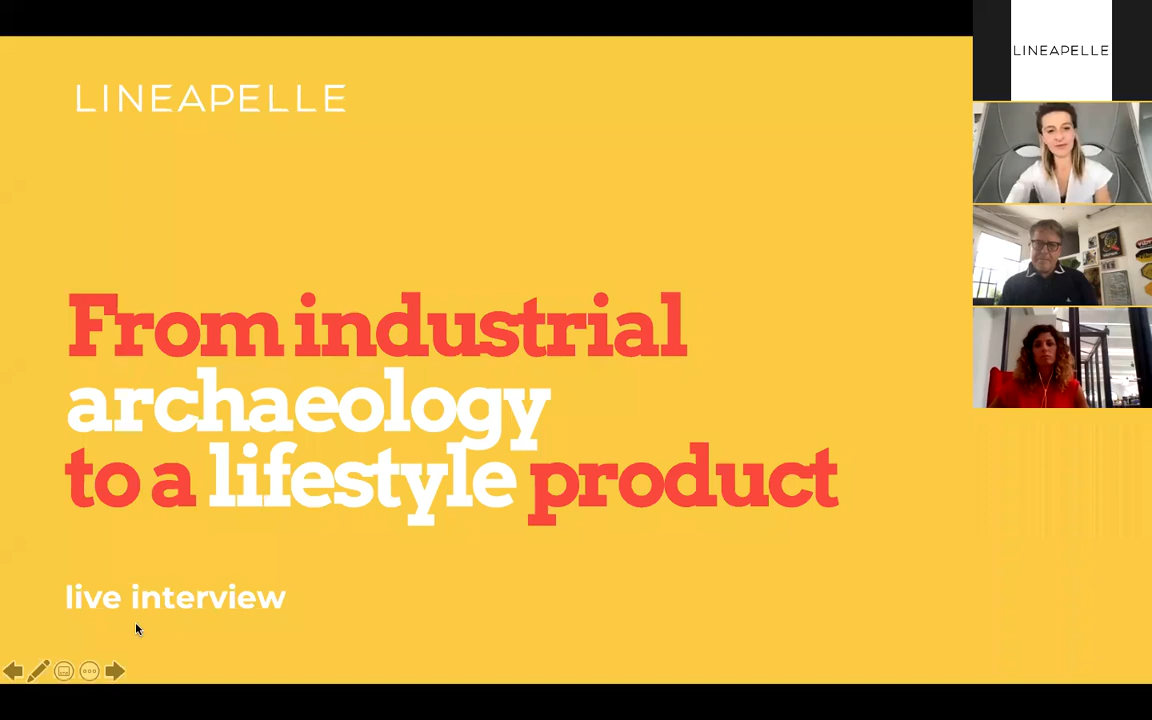 LINEAPELLE
From industrial
archaeology
to a lifestyle product
live interview
LINEAPELLE